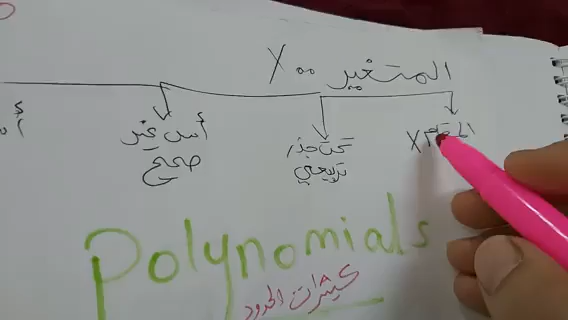 المتغير .. X
X
تحت جذر تربيعي
أس غير صحيح
Polynomials
كثيرات الحدود